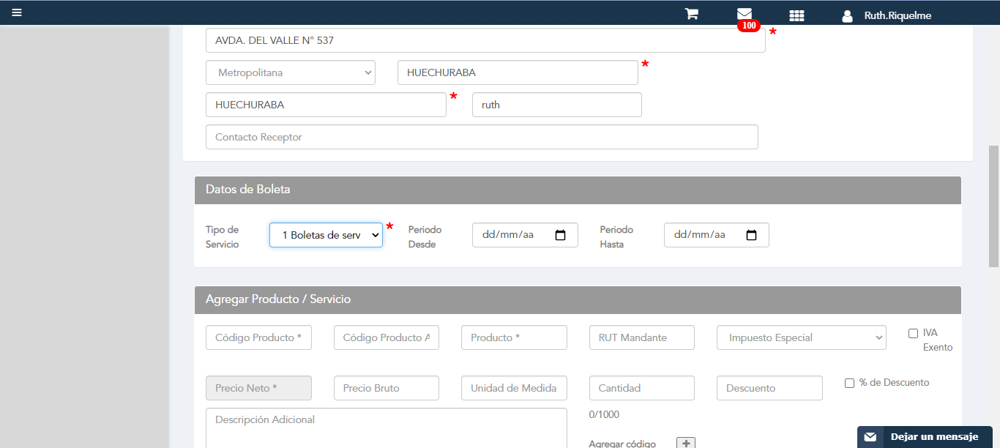 Ruth.Riquelme
100
AVDA. DEL VALLE N° 537 *
Metropolitana HUECHURABA *
HUECHURABA * ruth
Contacto Receptor
Datos de Boleta
Tipo de Servicio 1 Boletas de serv * Periodo Desde dd/mm/aa Periodo Hasta dd/mm/aa
Agregar Producto / Servicio
Código Producto * Código Producto A Producto * RUT Mandante Impuesto Especial IVA Exento
Precio Neto * Precio Bruto Unidad de Medida Cantidad Descuento % de Descuento
Descripción Adicional 0/1000
Agregar código +
Dejar un mensaje